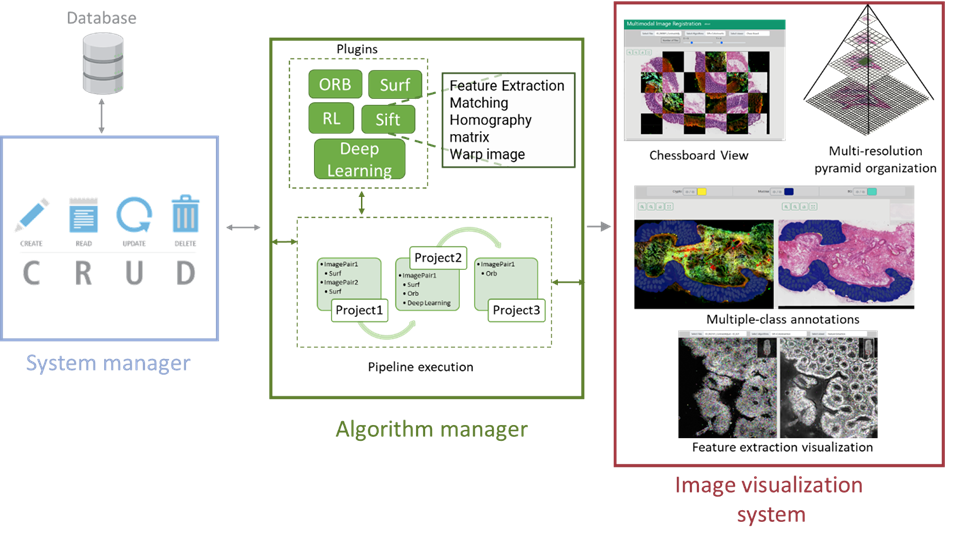 Database
CREATE
READ
UPDATE
DELETE
C R U D
System manager
Plugins
ORB
Surf
RL
Sift
Deep
Learning
Feature Extraction
Matching
Homography
matrix
Warp image
ImagePair1
Surf
ImagePair2
Surf
Project1
Project2
ImagePair1
Surf
Orb
Deep Learning
ImagePair1
Orb
Project3
Pipeline execution
Algorithm manager
Multimodal Image Registration
Chessboard View
Multi-resolution
pyramid organization
Multiple-class annotations
Feature extraction visualization
Image visualization
system